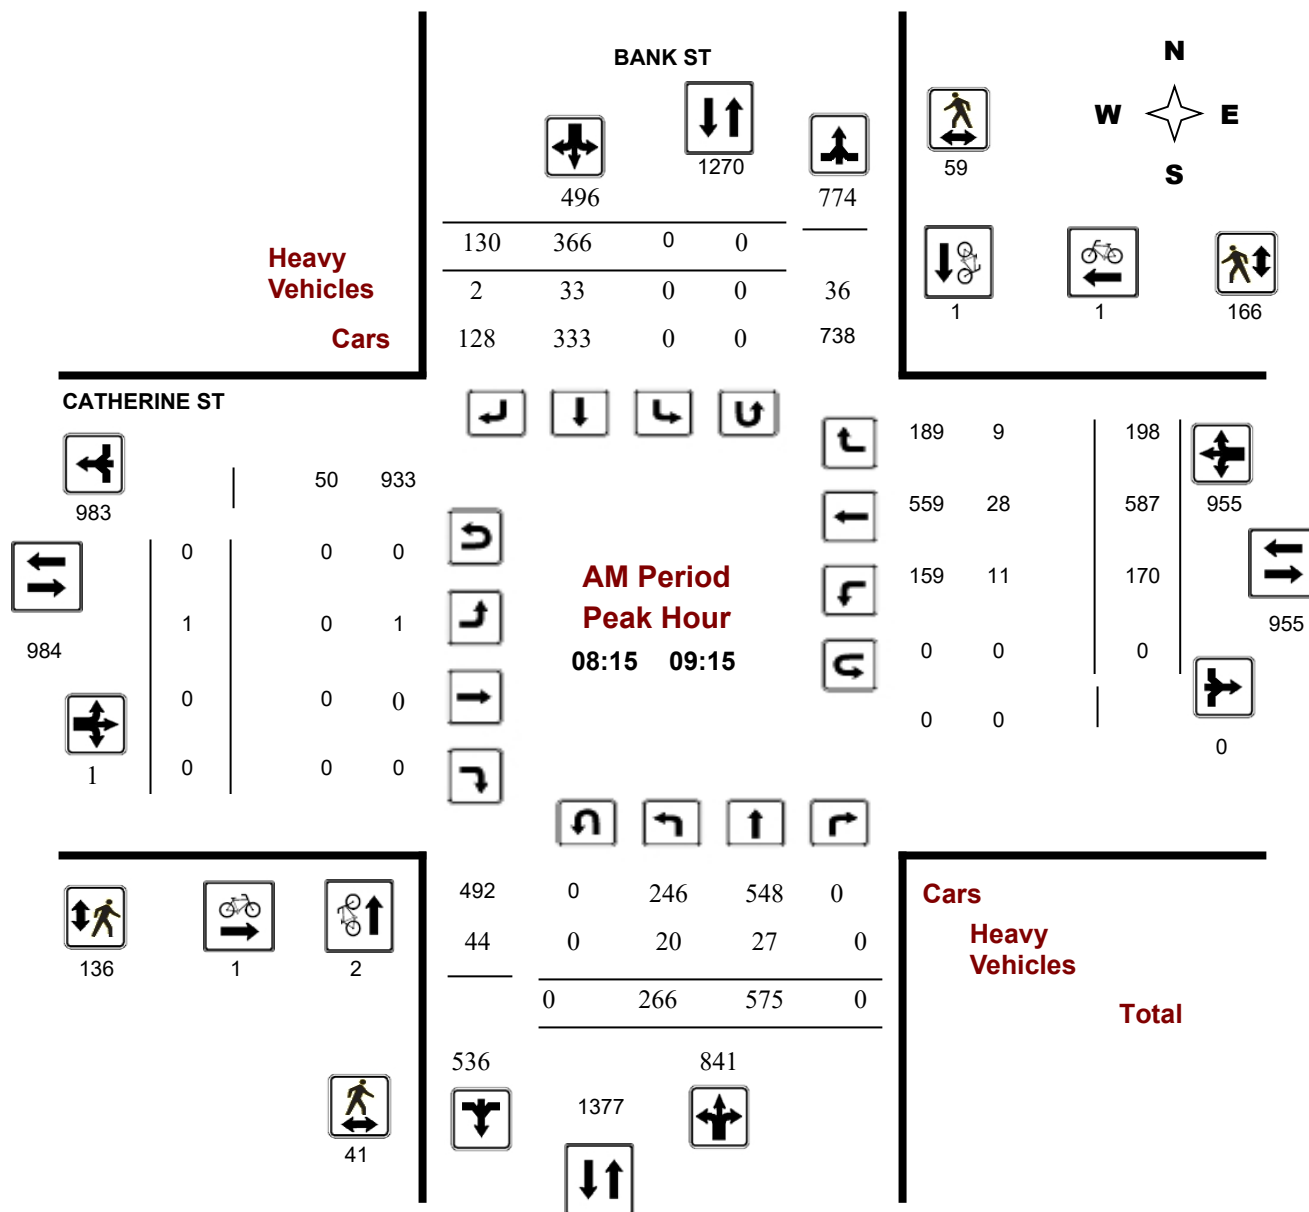 BANK ST
N
W E
S
1270
59
496 774
130 366 0 0
Heavy
Vehicles
2 33 0 0 36
1 1 166
Cars 128 333 0 0 738
CATHERINE ST
189 9 198
50 933
983
559 28 587 955
0 0 0
AM Period
159 11 170
Peak Hour
1 0 1
955
984
08:15 09:15
0 0 0
0 0 0
0 0
0
1 0 0 0
492 0 246 548 0 Cars
44 0 20 27 0 Heavy
Vehicles
136 1 2
0 266 575 0
Total
536 841
1377
41